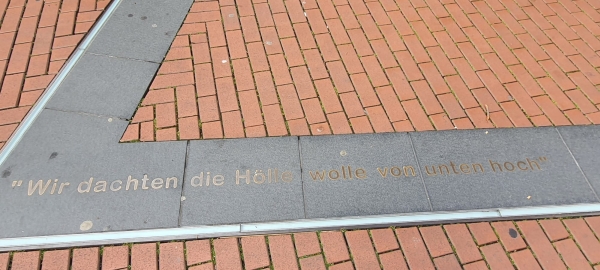 "Wir dachten die Hölle wolle von unten hoch"